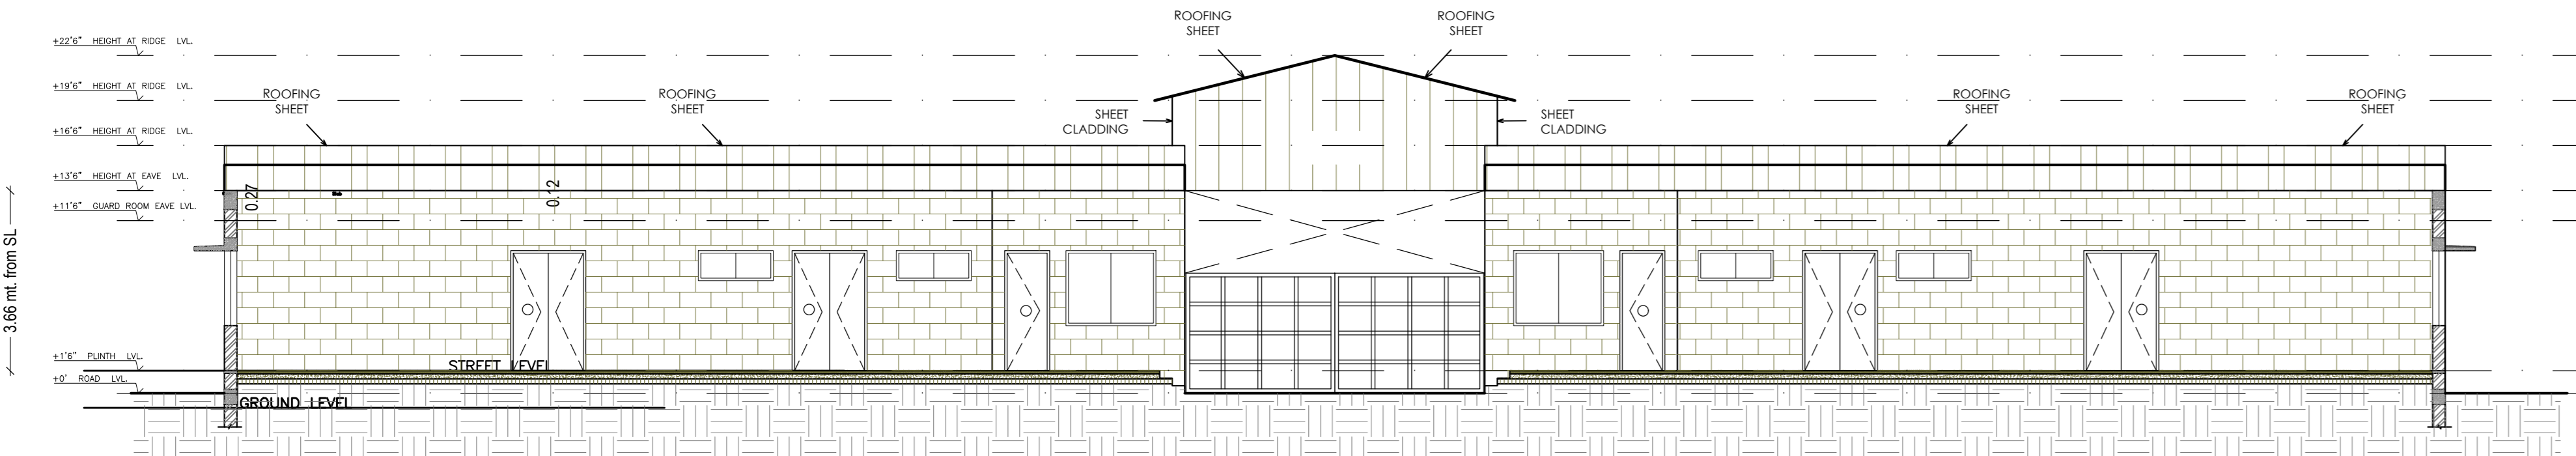 ROOFING
SHEET
ROOFING
SHEET
+22'6" HEIGHT AT RIDGE LVL.
+19'6" HEIGHT AT RIDGE LVL.
ROOFING
SHEET
ROOFING
SHEET
ROOFING
SHEET
ROOFING
SHEET
SHEET
CLADDING
SHEET
CLADDING
+16'6" HEIGHT AT RIDGE LVL.
+13'6" HEIGHT AT EAVE LVL.
0.27
0.12
+11'6" GUARD ROOM EAVE LVL.
3.66 mt. from SL
+1'6" PLINTH LVL.
STREET LEVEL
+0' ROAD LVL.
GROUND LEVEL